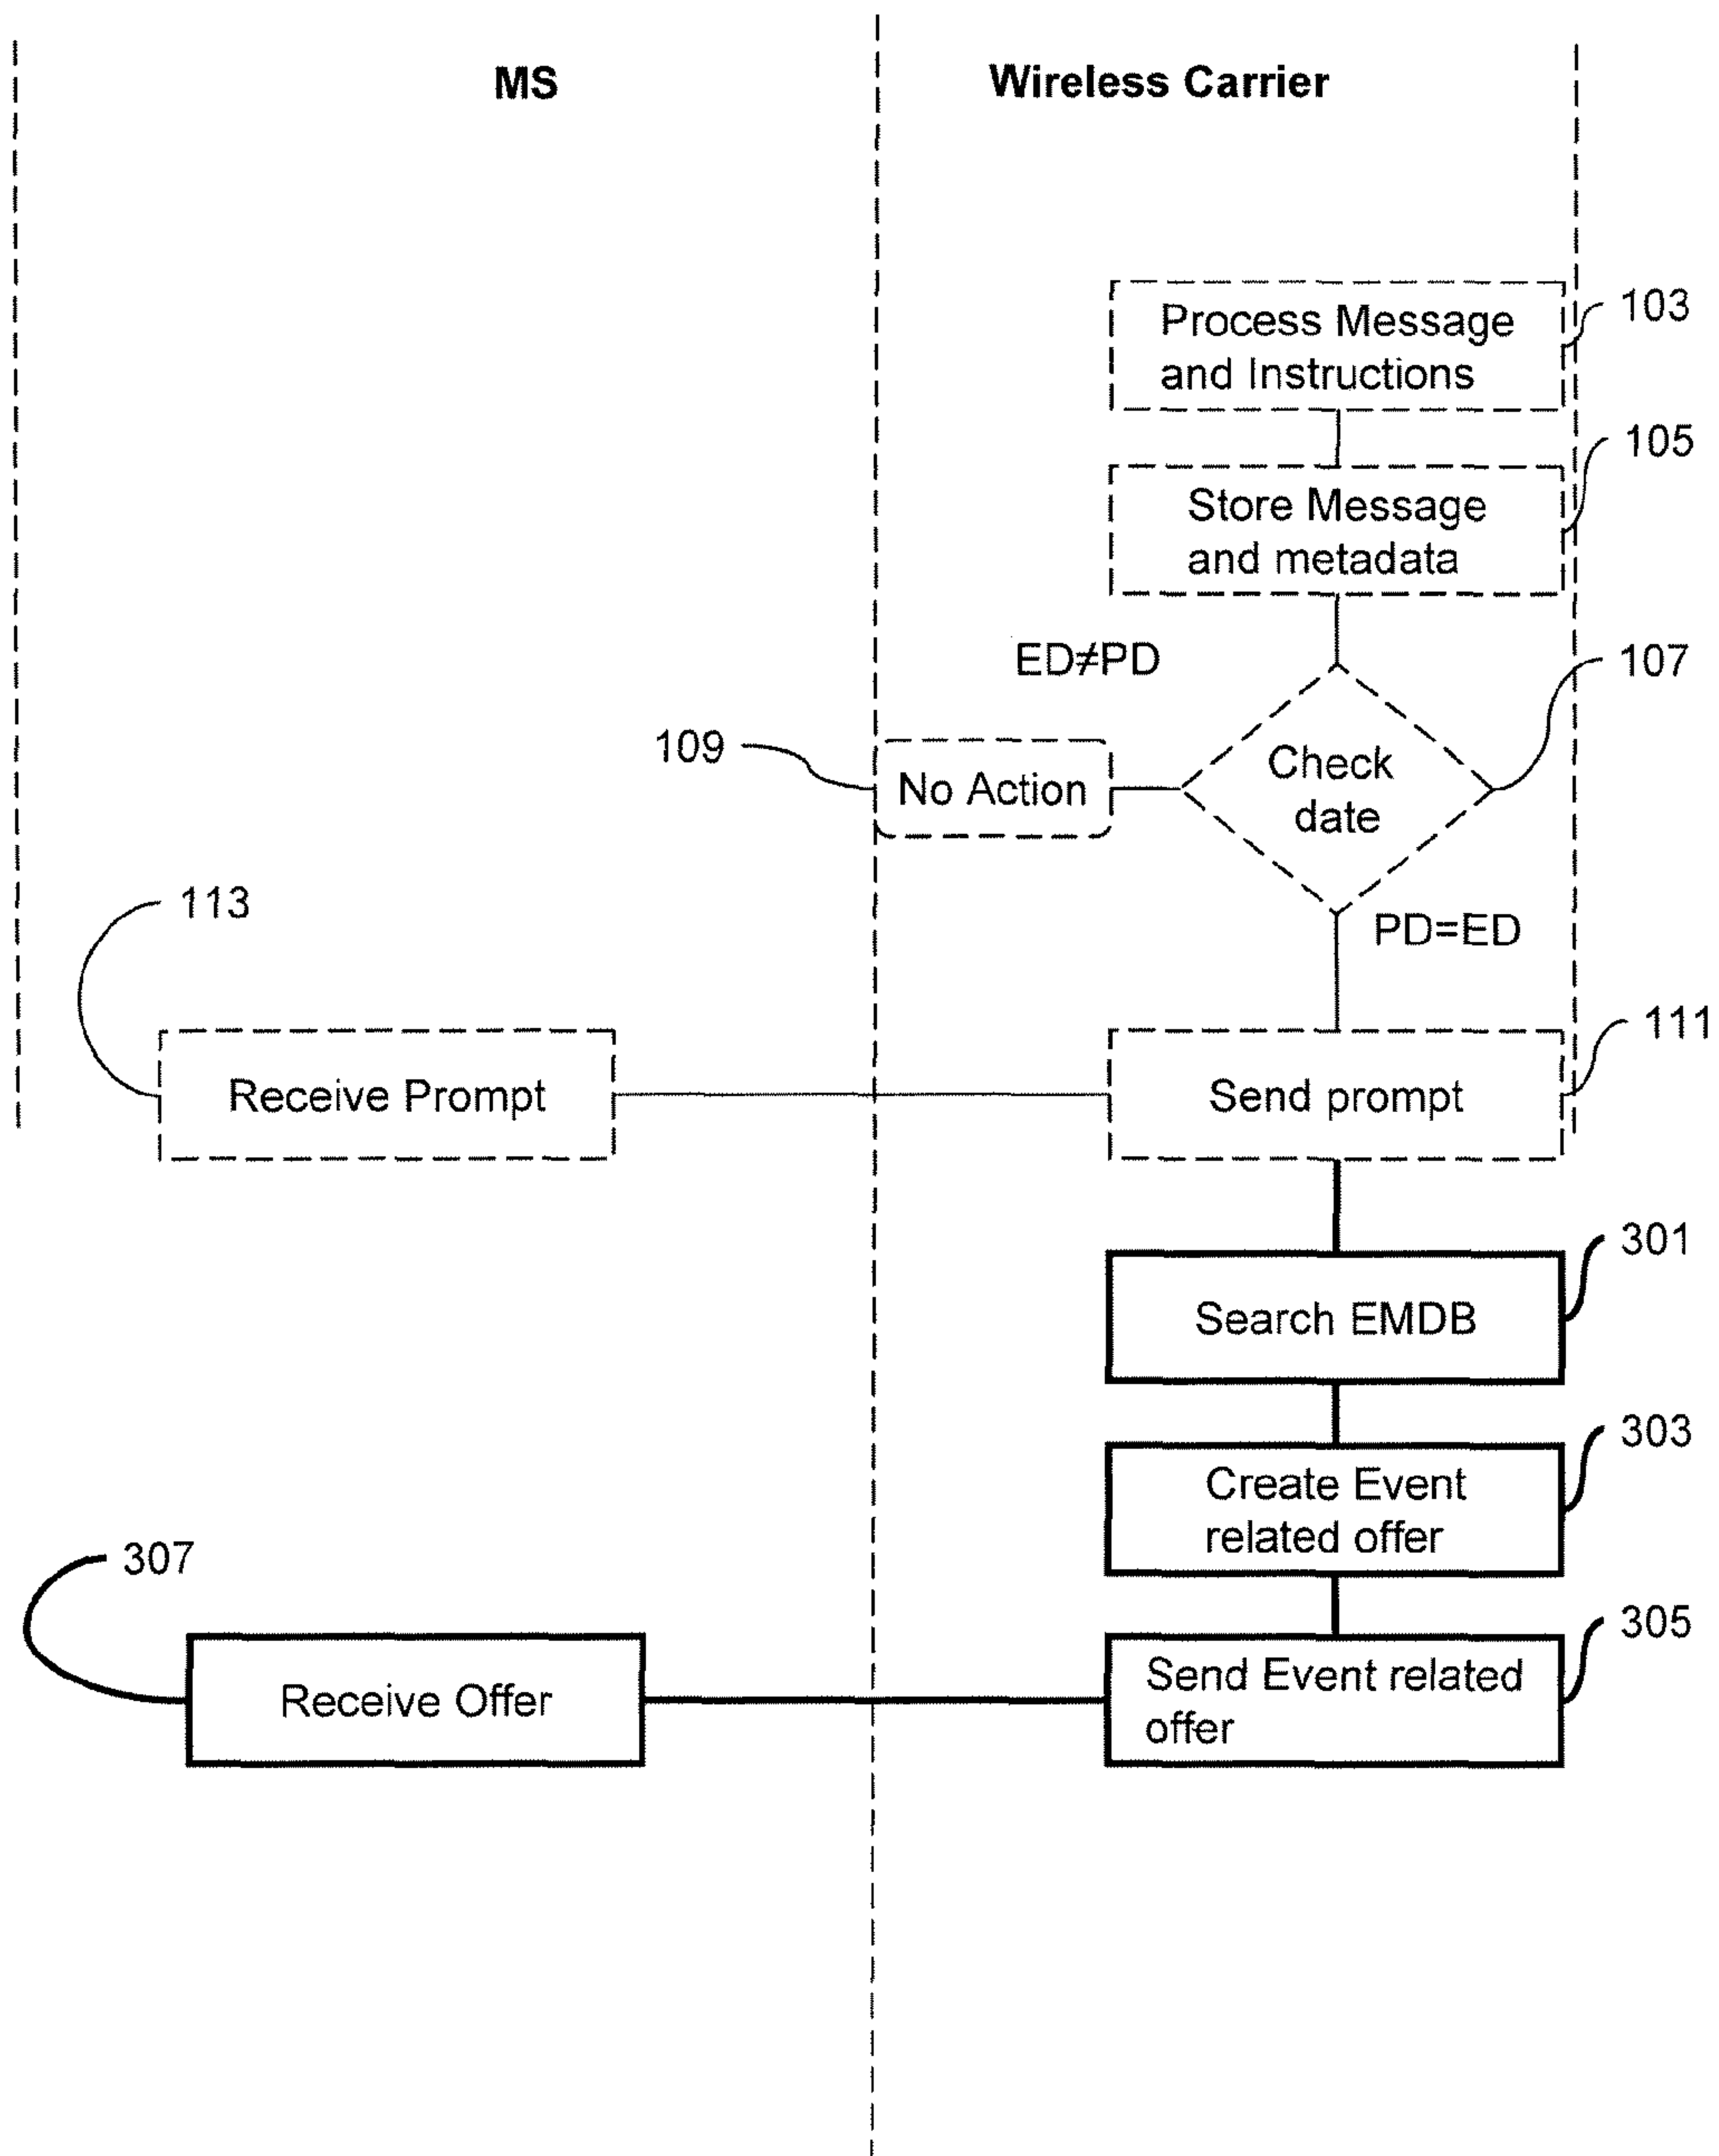 MS
Wireless Carrier
Process Message
and Instructions
103
Store Message
and metadata
105
ED≠PD
107
109
No Action
Check
date
113
PD=ED
111
Receive Prompt
Send prompt
301
Search EMDB
303
Create Event
related offer
307
305
Receive Offer
Send Event related
offer